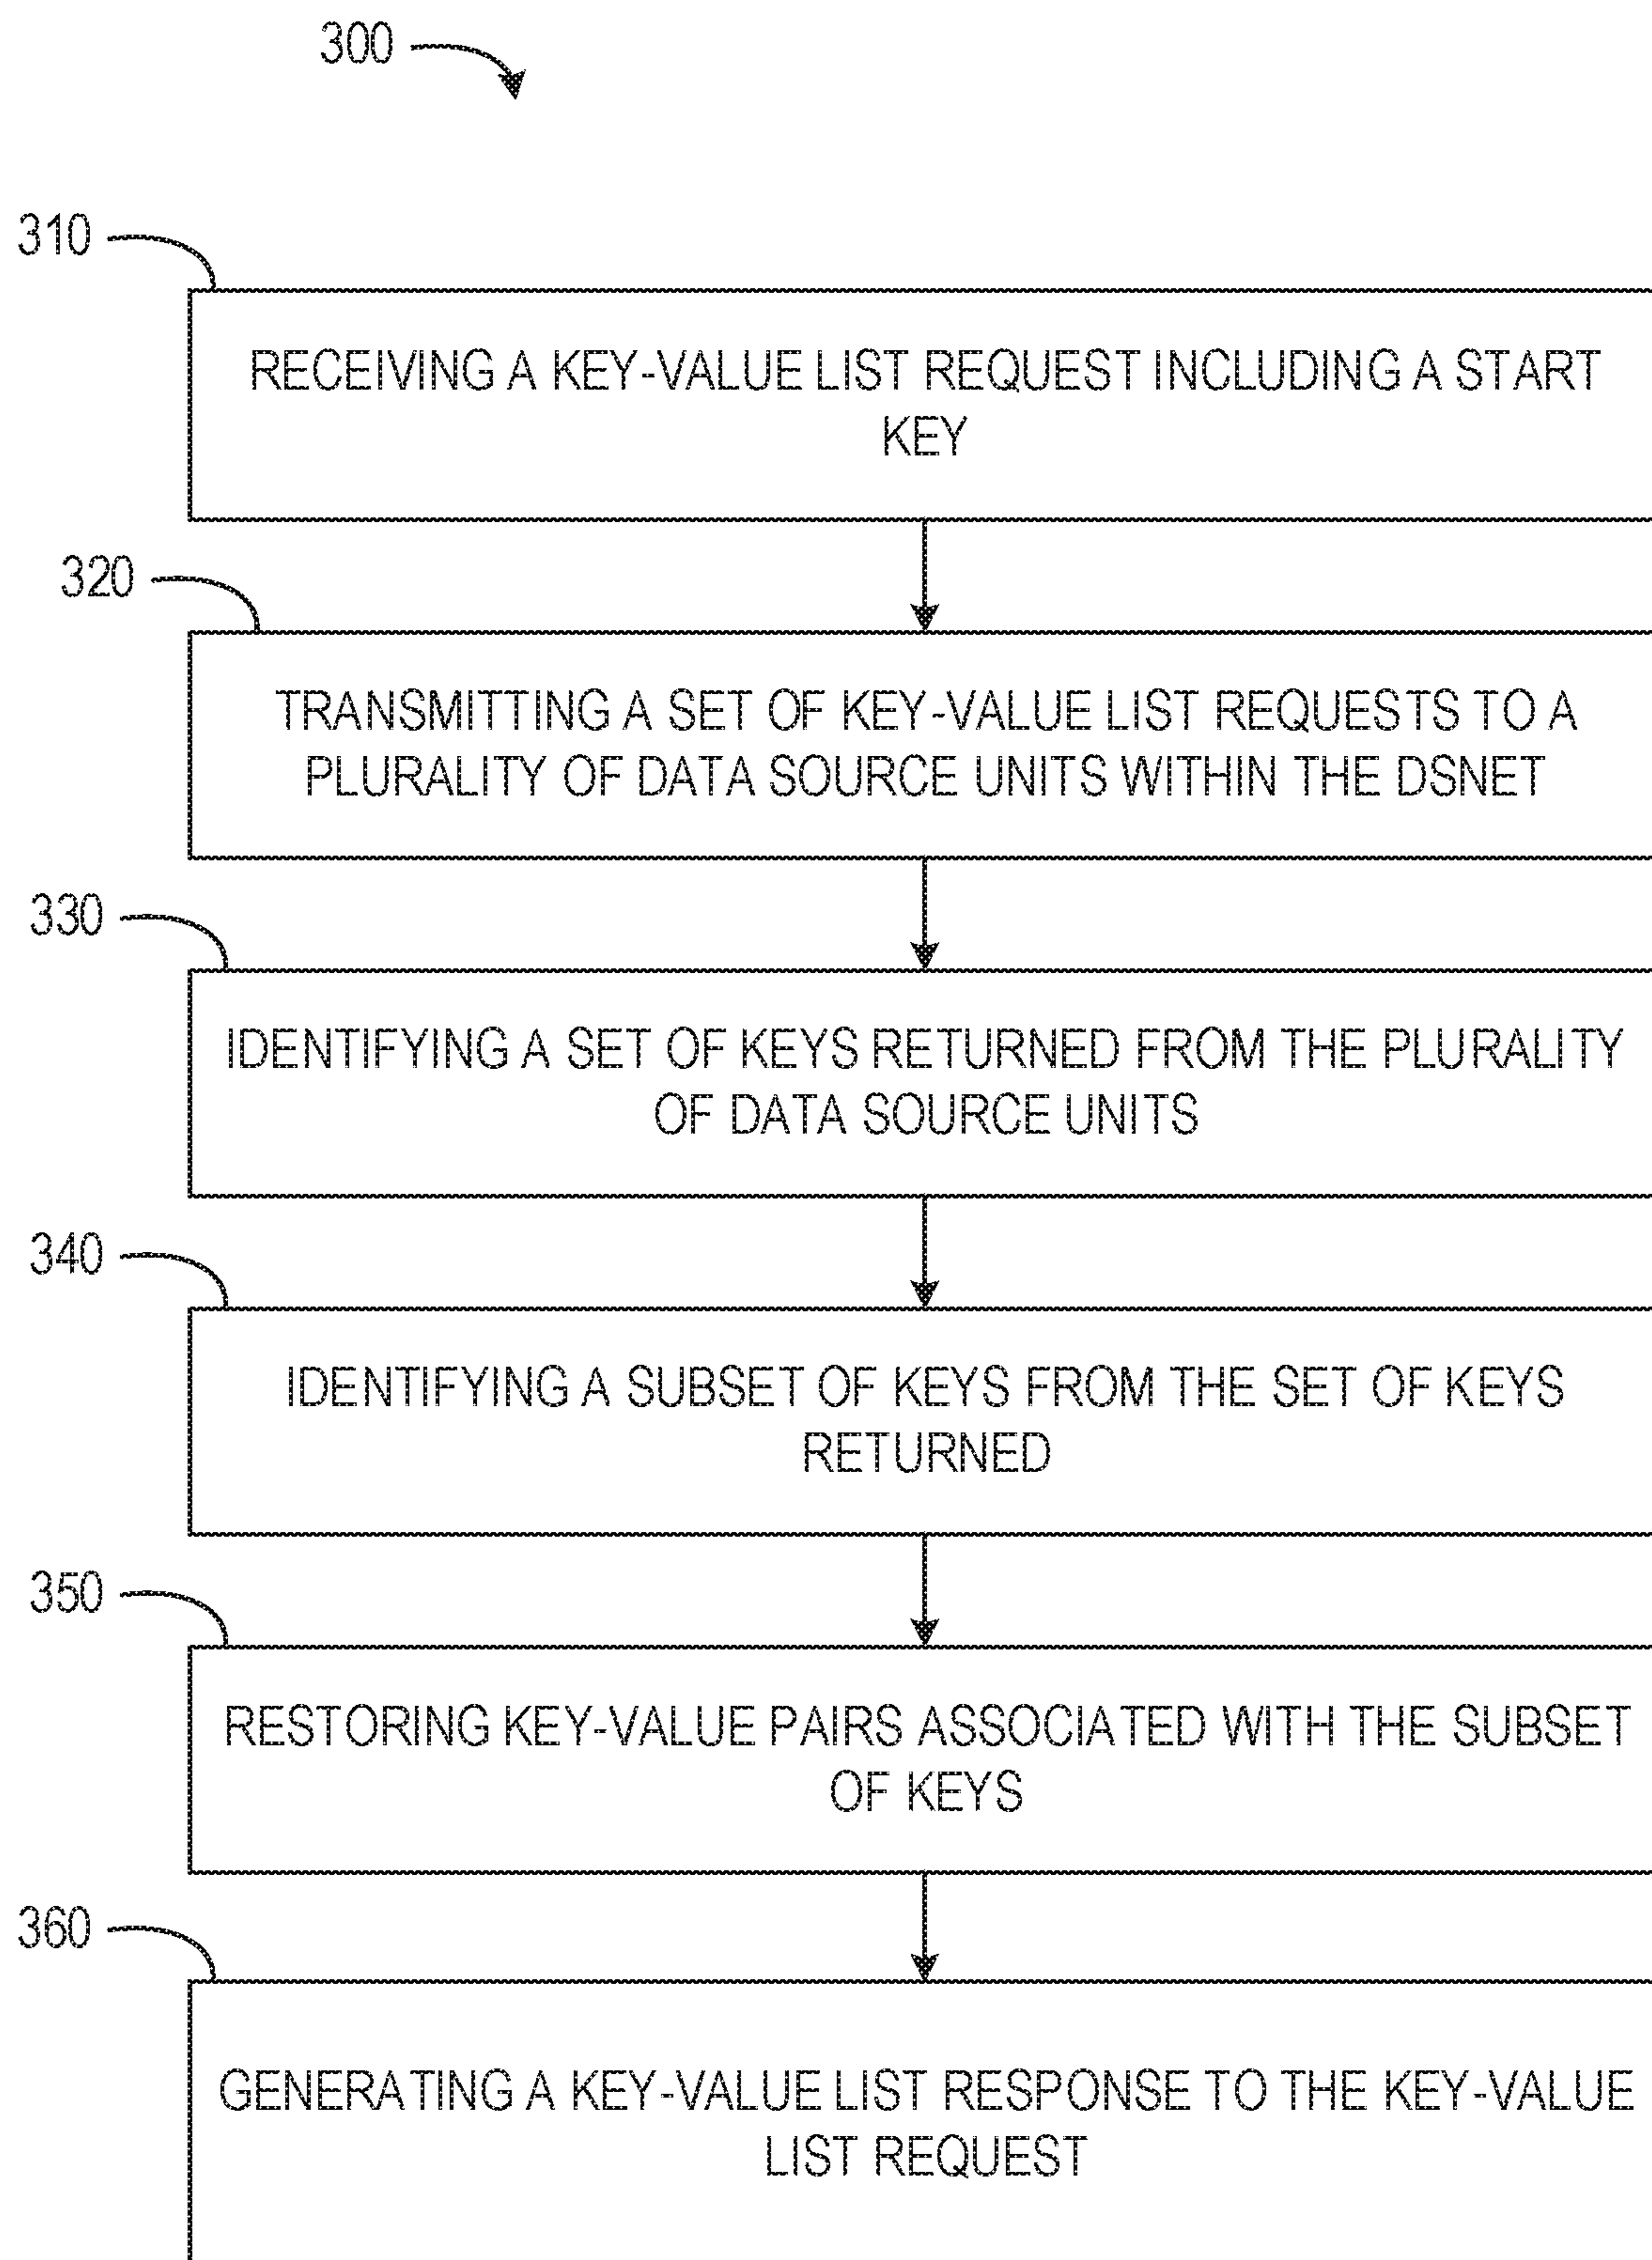 300
310
RECEIVING A KEY-VALUE LIST REQUEST INCLUDING A START
KEY
320
TRANSMITTING A SET OF KEY-VALUE LIST REQUESTS TO A
PLURALITY OF DATA SOURCE UNITS WITHIN THE DSNET
330
IDENTIFYING A SET OF KEYS RETURNED FROM THE PLURALITY
OF DATA SOURCE UNITS
340
IDENTIFYING A SUBSET OF KEYS FROM THE SET OF KEYS
RETURNED
350
RESTORING KEY-VALUE PAIRS ASSOCIATED WITH THE SUBSET
OF KEYS
360
GENERATING A KEY-VALUE LIST RESPONSE TO THE KEY-VALUE
LIST REQUEST